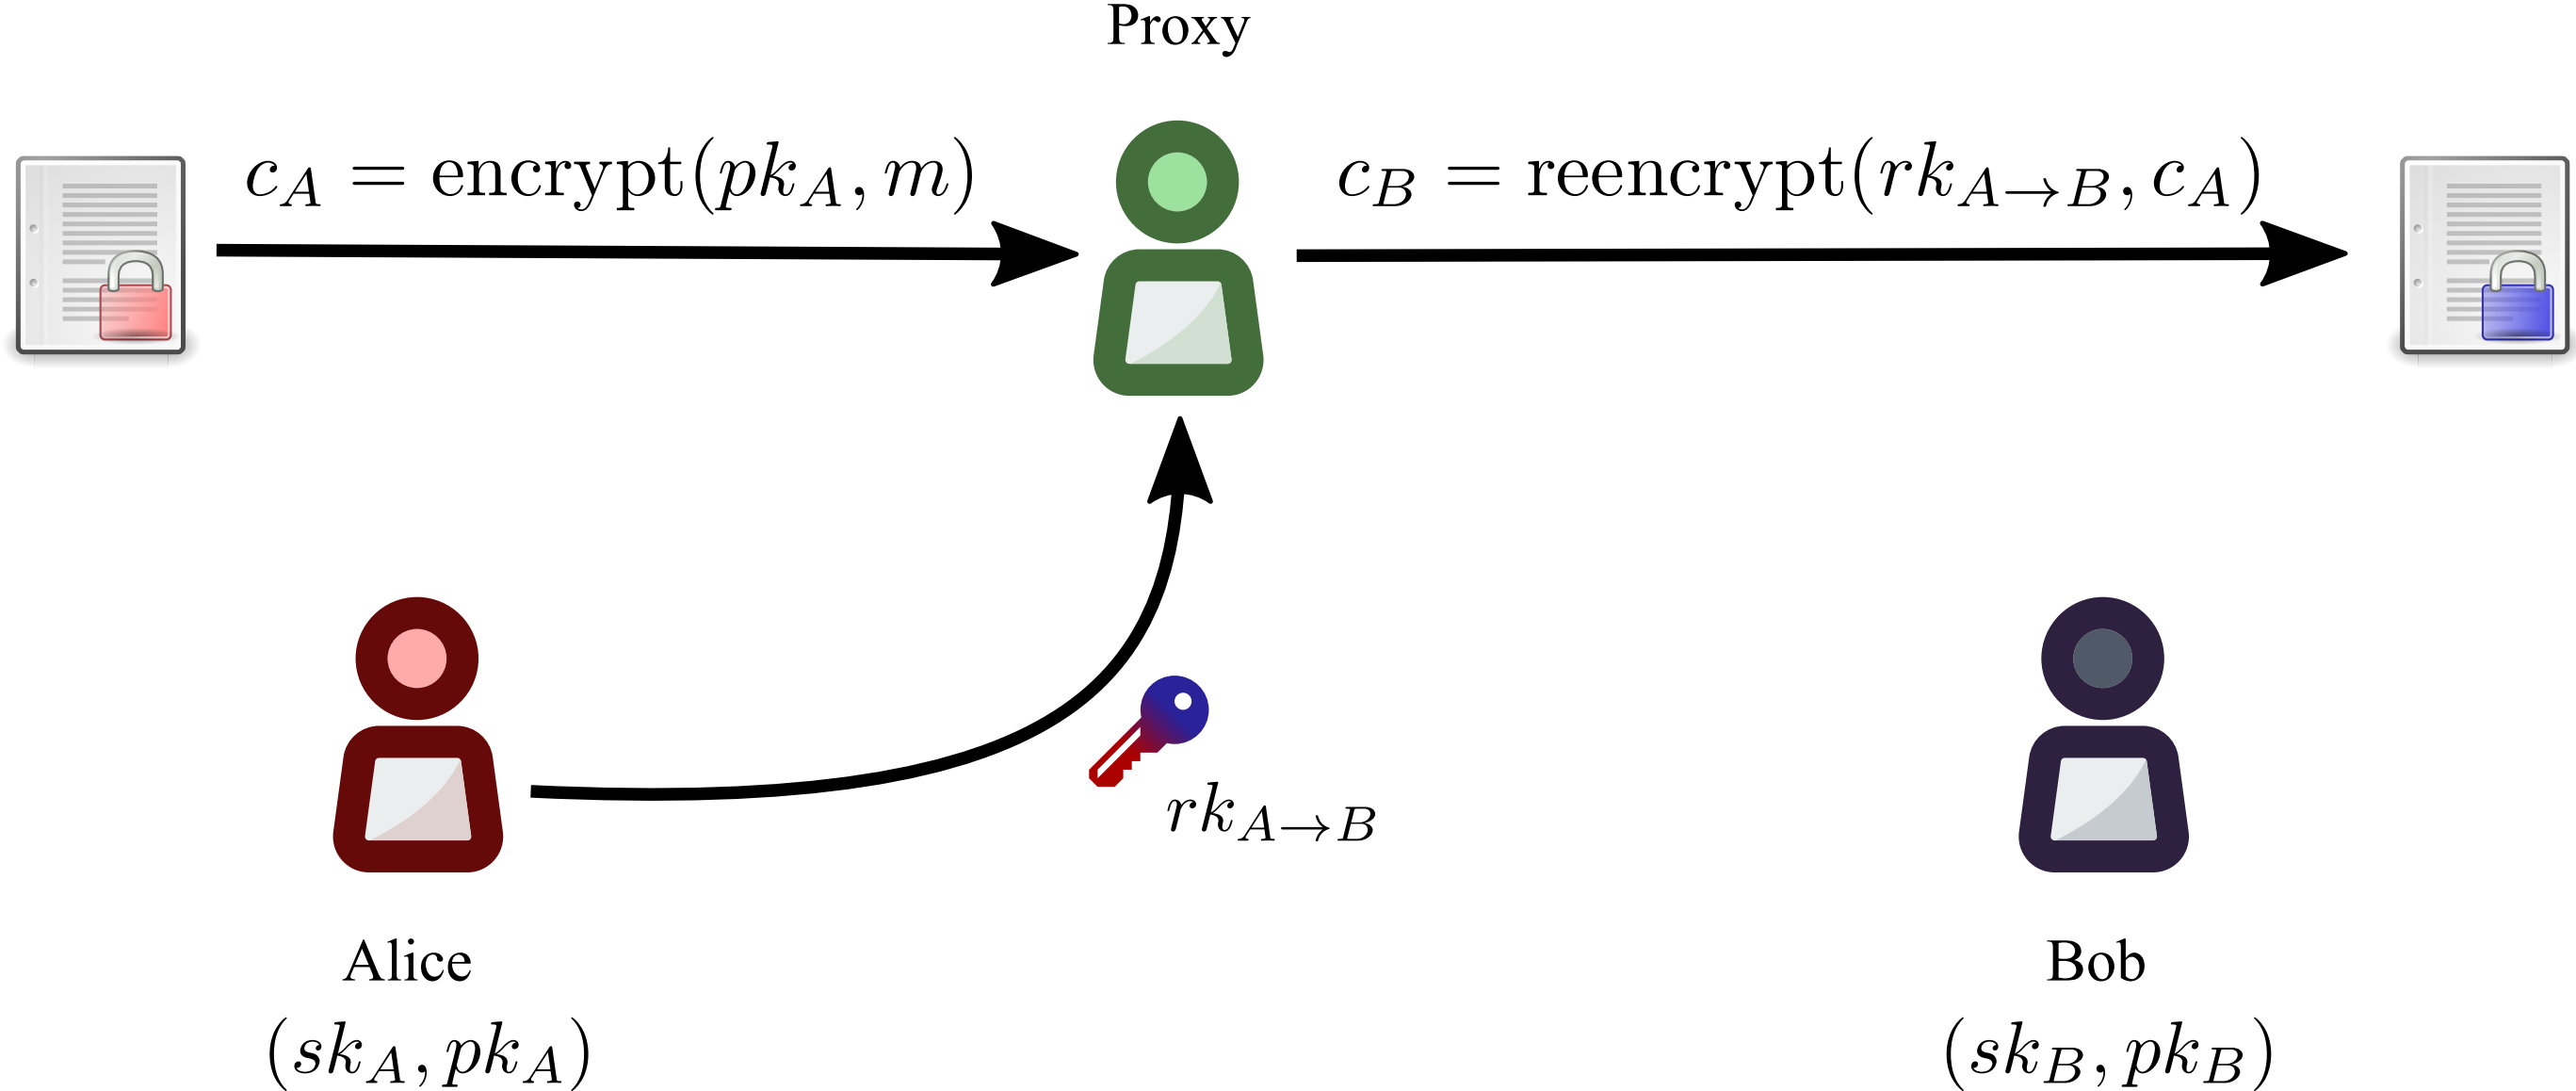 Proxy
c_A = encrypt(pk_A, m)
c_B = reencrypt(rk_{A→B}, c_A)
rk_{A→B}
Alice
(sk_A, pk_A)
Bob
(sk_B, pk_B)